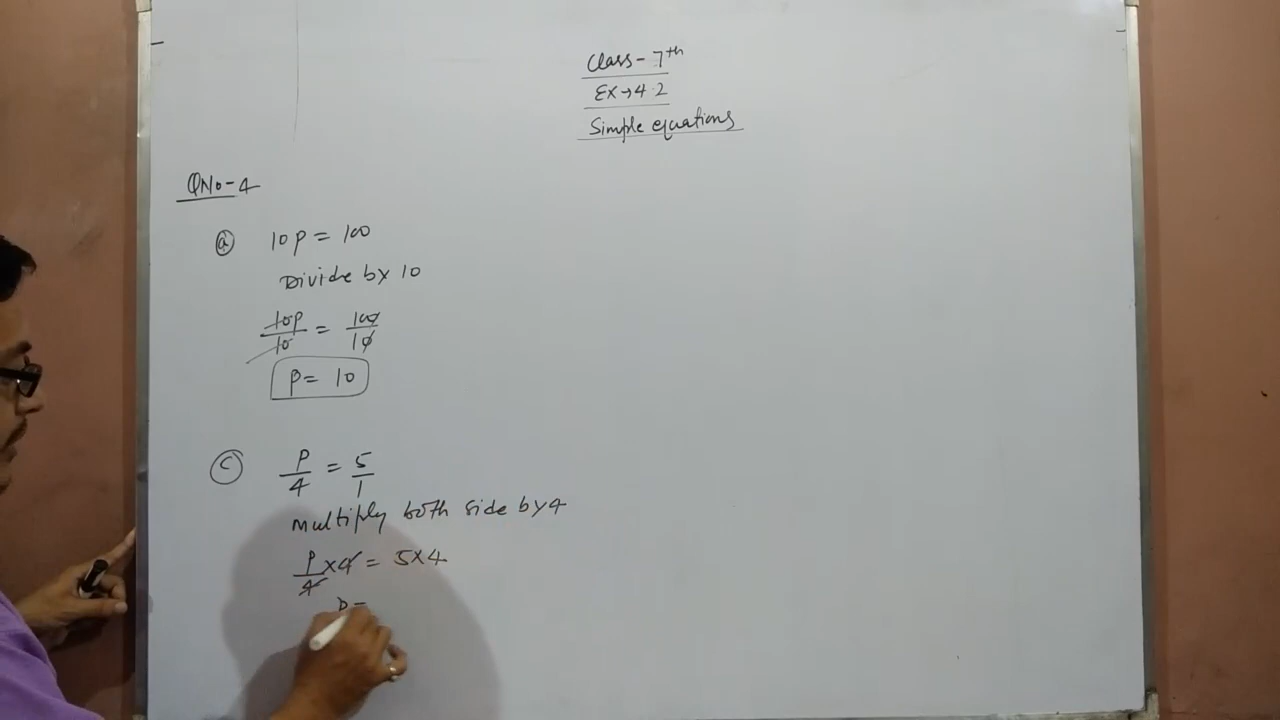 Class - 7th
Ex → 4.2
Simple equations
QNo-4
(a) 10p = 100
Divide by 10
10p/10 = 100/10
p = 10
(c) P/4 = 5/1
Multiply both side by 4
P/4 × 4 = 5×4
p =